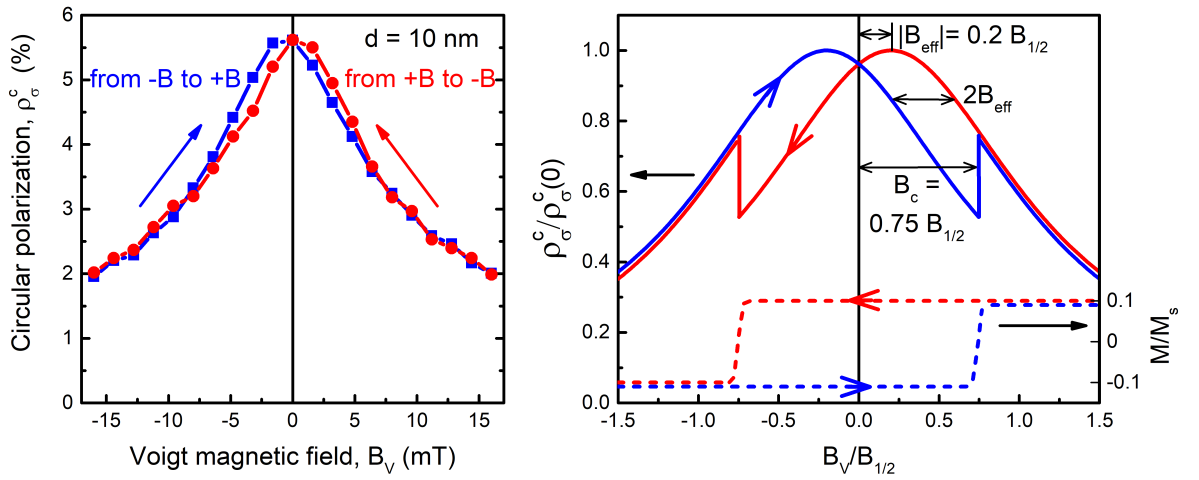 Circular polarization, ρσc (%)
6
5
4
3
2
1
0
d = 10 nm
from -B to +B
from +B to -B
-15 -10 -5 0 5 10 15
Voigt magnetic field, BV (mT)
ρσc/ρσc(0)
1.0
0.8
0.6
0.4
0.2
0.0
|Beff|= 0.2 B1/2
2Beff
Bc =
0.75 B1/2
0.1
0
-0.1
M/Ms
-1.5 -1.0 -0.5 0.0 0.5 1.0 1.5
BV/B1/2